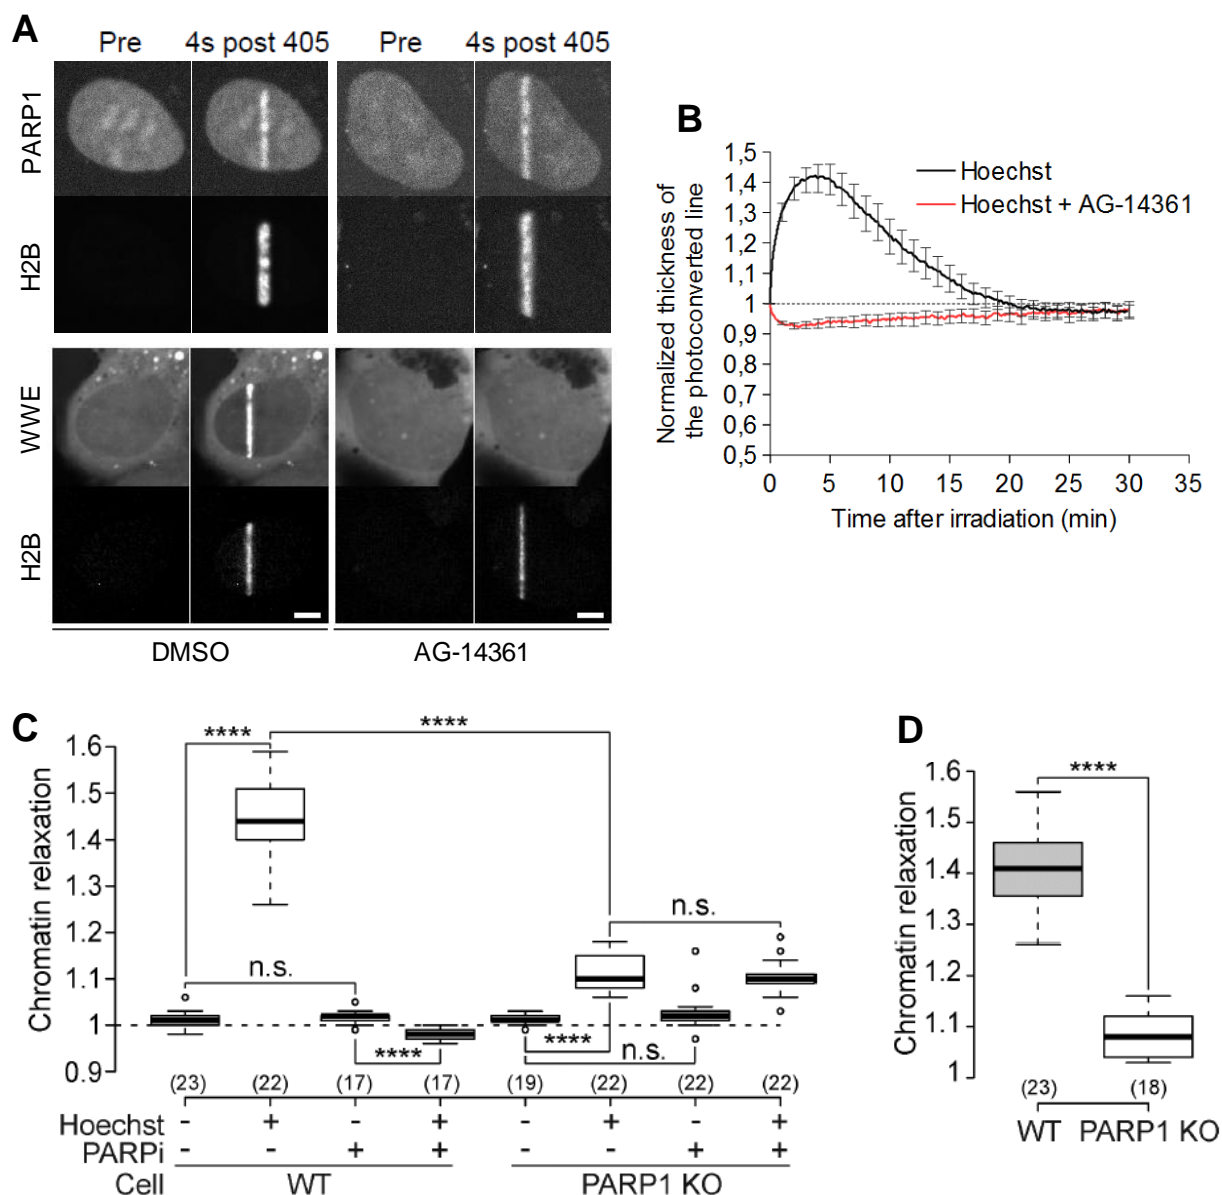 A
Pre 4s post 405 Pre 4s post 405
PARP1
H2B
WWE
H2B
DMSO AG-14361
B
Normalized thickness of
the photoconverted line
1,5
1,4
1,3
1,2
1,1
1
0,9
0,8
0,7
0,6
0,5
0 5 10 15 20 25 30 35
Time after irradiation (min)
Hoechst
Hoechst + AG-14361
C
Chromatin relaxation
1.6
1.5
1.4
1.3
1.2
1.1
1
0.9
**** ****
n.s. n.s.
**** **** n.s.
(23) (22) (17) (17) (19) (22) (22) (22)
Hoechst - + - + - + - +
PARPi - - + + - - + +
Cell WT PARP1 KO
D
Chromatin relaxation
1.6
1.5
1.4
1.3
1.2
1.1
1
****
(23) (18)
WT PARP1 KO